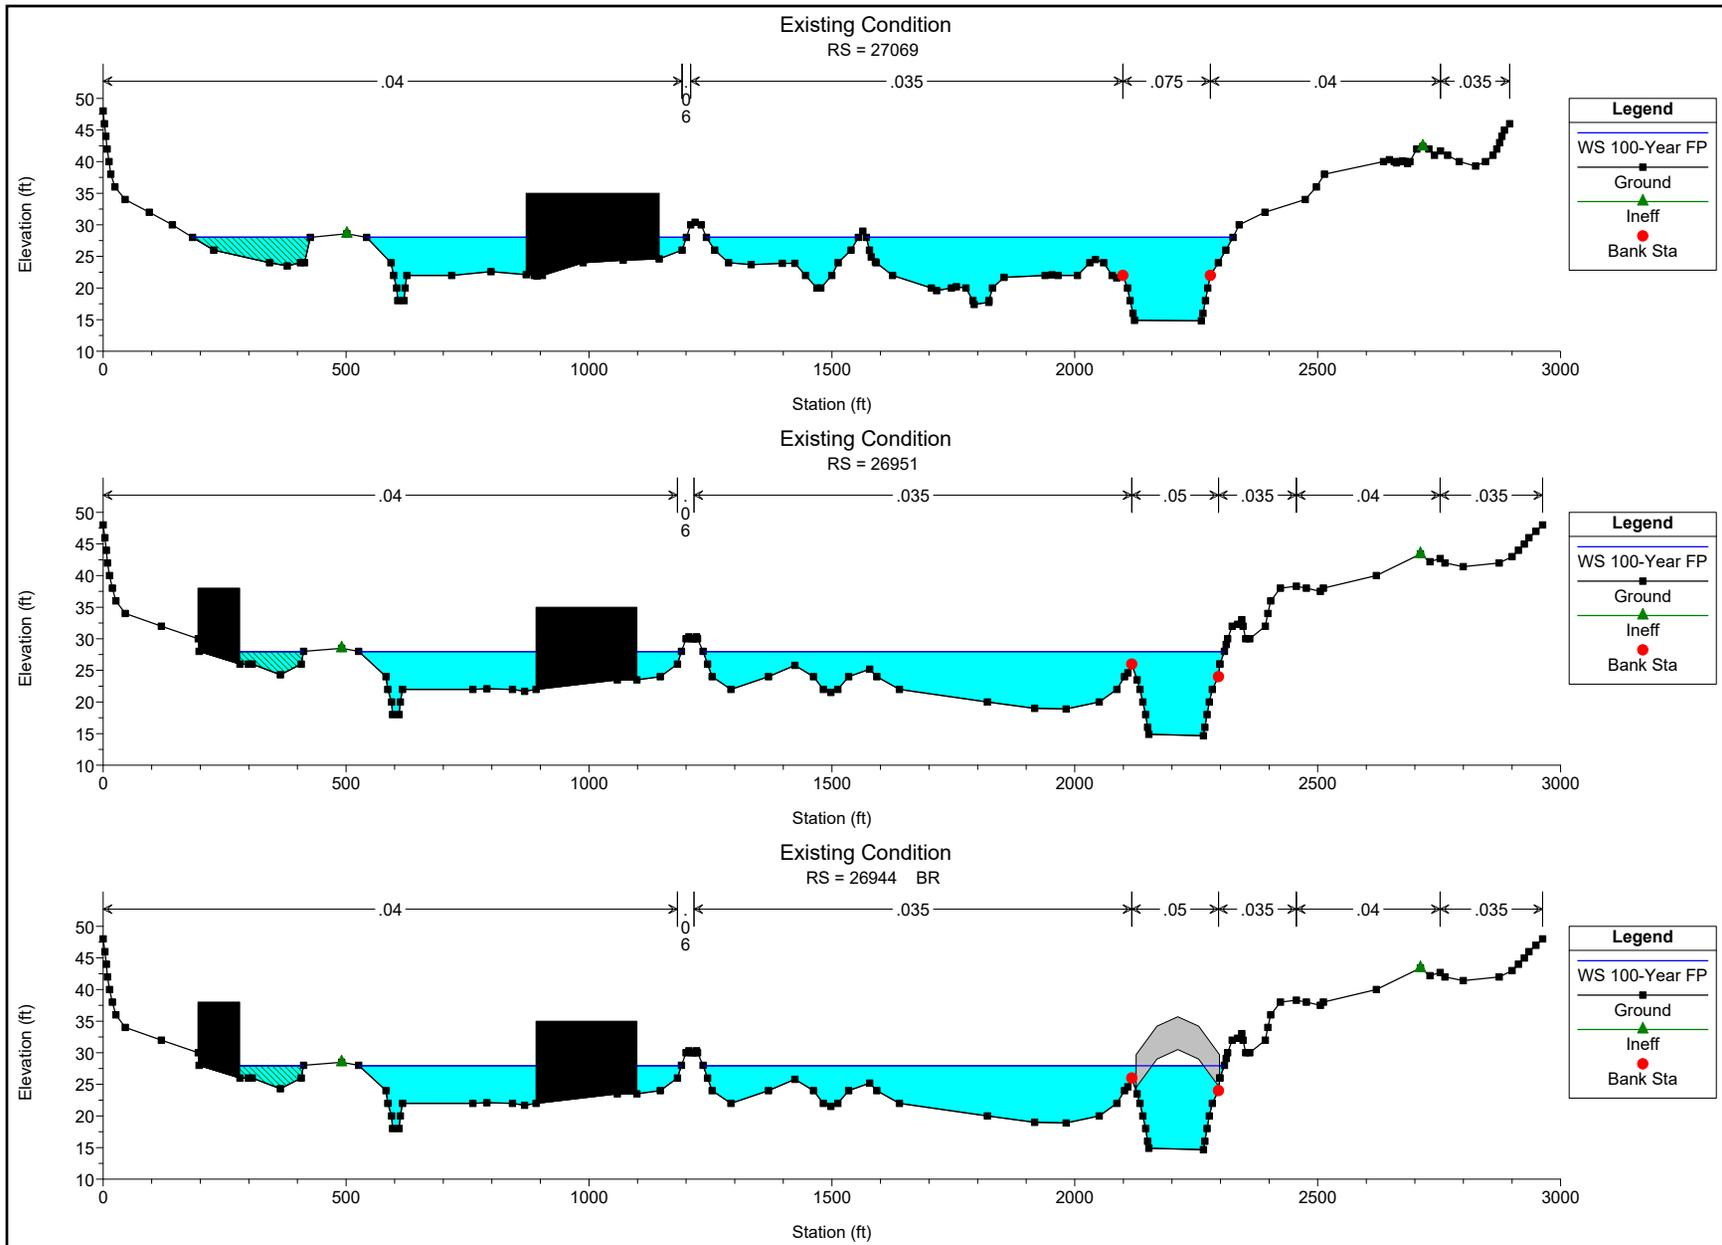 Existing Condition
RS = 27069
.04
.06
.035
.075
.04
.035
50
45
40
35
30
25
20
15
10
Elevation (ft)
0
500
1000
1500
2000
2500
3000
Station (ft)
Legend
WS 100-Year FP
Ground
Ineff
Bank Sta
Existing Condition
RS = 26951
.04
.06
.035
.05
.035
.04
.035
50
45
40
35
30
25
20
15
10
Elevation (ft)
0
500
1000
1500
2000
2500
3000
Station (ft)
Legend
WS 100-Year FP
Ground
Ineff
Bank Sta
Existing Condition
RS = 26944 BR
.04
.06
.035
.05
.035
.04
.035
50
45
40
35
30
25
20
15
10
Elevation (ft)
0
500
1000
1500
2000
2500
3000
Station (ft)
Legend
WS 100-Year FP
Ground
Ineff
Bank Sta